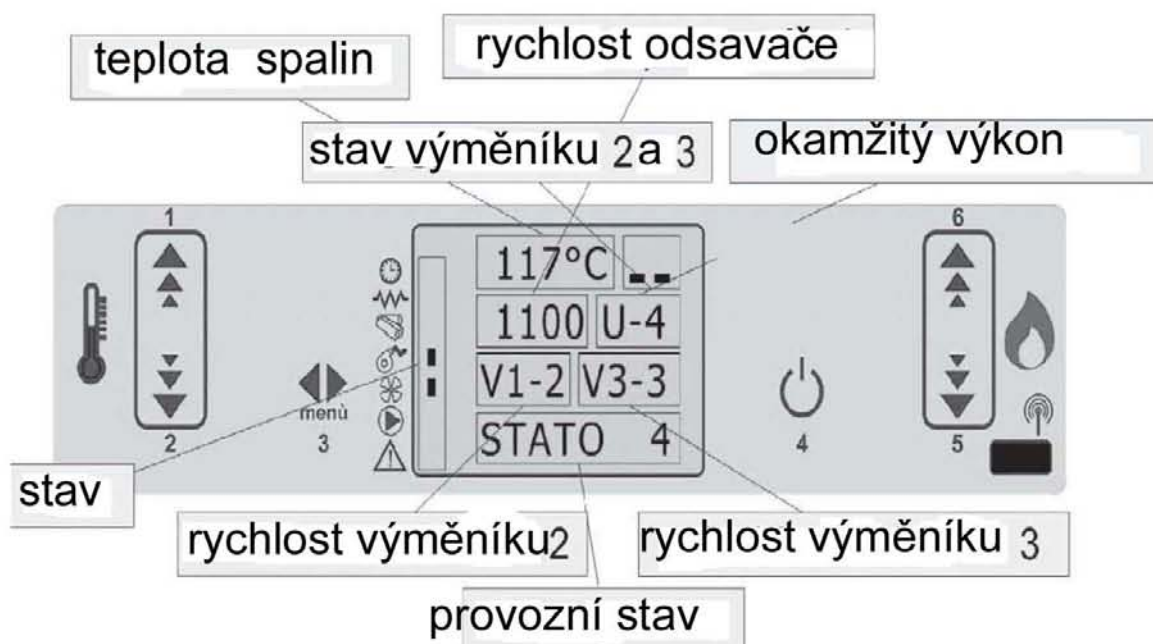 teplota spalin
rychlost odsavače
stav výměníku 2a 3
okamžitý výkon
1
6
117°C
1100 U-4
V1-2 V3-3
STATO 4
menù
2
3
4
5
stav
rychlost výměníku2
rychlost výměníku 3
provozní stav